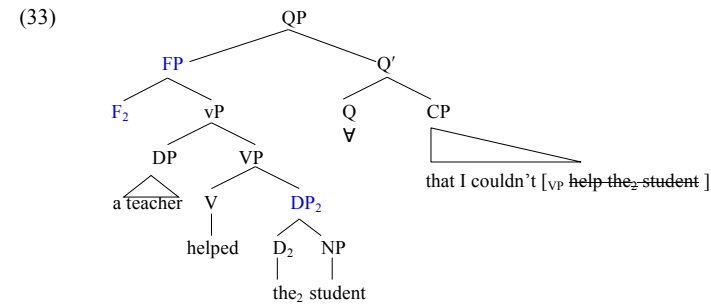 (33)
QP
FP Q′
F₂ vP Q CP
∀
DP VP
that I couldn't [VP ~~help the₂ student~~ ]
a teacher V DP₂
helped D₂ NP
the₂ student